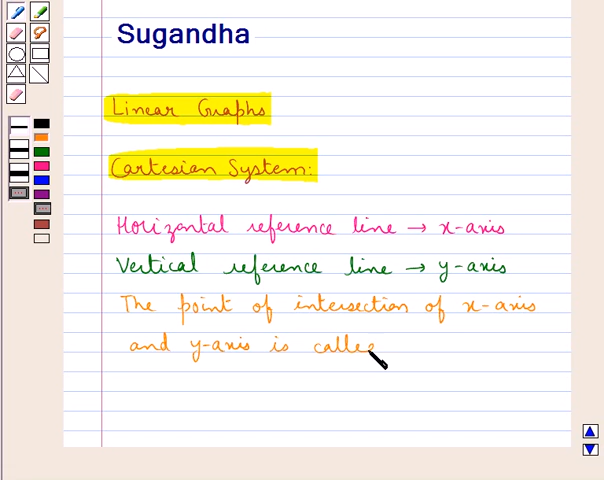 Sugandha
Linear Graphs
Cartesian System:
Horizontal reference line → x-axis
Vertical reference line → y-axis
The point of intersection of x-axis
and y-axis is calle